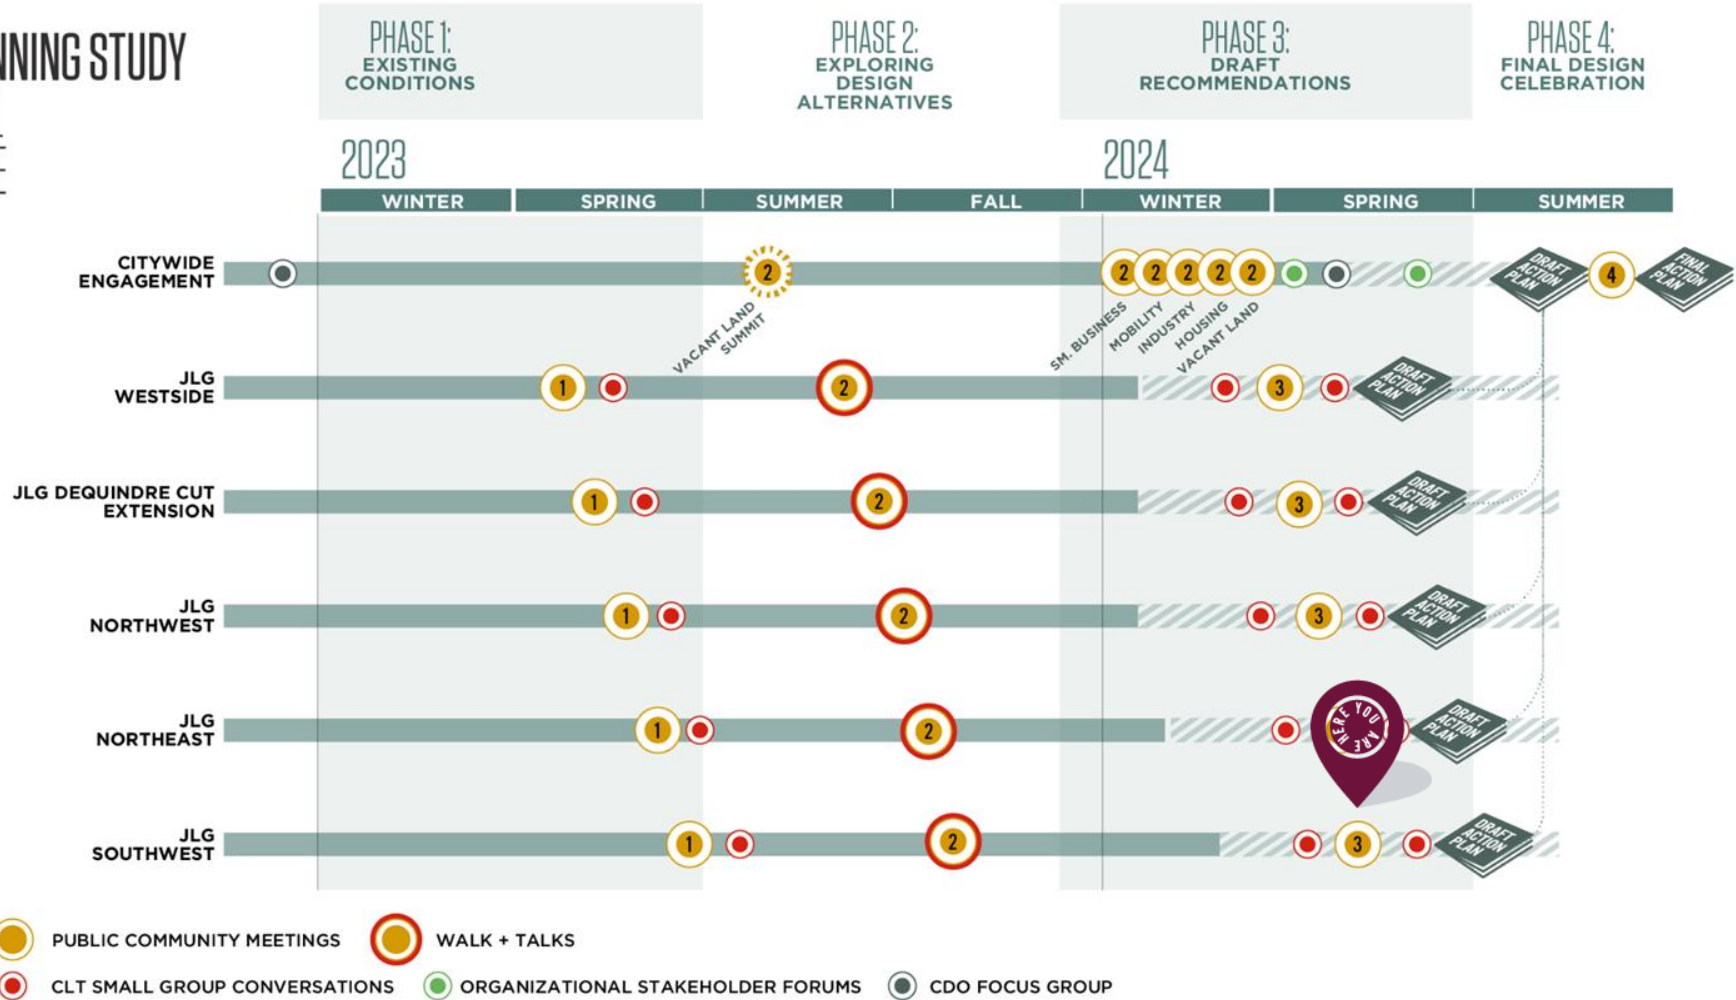 NNING STUDY
PHASE 1:
EXISTING
CONDITIONS
PHASE 2:
EXPLORING
DESIGN
ALTERNATIVES
PHASE 3:
DRAFT
RECOMMENDATIONS
PHASE 4:
FINAL DESIGN
CELEBRATION
2023
2024
WINTER
SPRING
SUMMER
FALL
WINTER
SPRING
SUMMER
CITYWIDE
ENGAGEMENT
2
VACANT LAND
SUMMIT
2
2
2
2
2
SM. BUSINESS
MOBILITY
INDUSTRY
HOUSING
VACANT LAND
DRAFT
ACTION
PLAN
4
FINAL
ACTION
PLAN
JLG
WESTSIDE
1
2
3
DRAFT
ACTION
PLAN
JLG DEQUINDRE CUT
EXTENSION
1
2
3
DRAFT
ACTION
PLAN
JLG
NORTHWEST
1
2
3
DRAFT
ACTION
PLAN
JLG
NORTHEAST
1
2
YOU ARE HERE
DRAFT
ACTION
PLAN
JLG
SOUTHWEST
1
2
3
DRAFT
ACTION
PLAN
PUBLIC COMMUNITY MEETINGS
WALK + TALKS
CLT SMALL GROUP CONVERSATIONS
ORGANIZATIONAL STAKEHOLDER FORUMS
CDO FOCUS GROUP